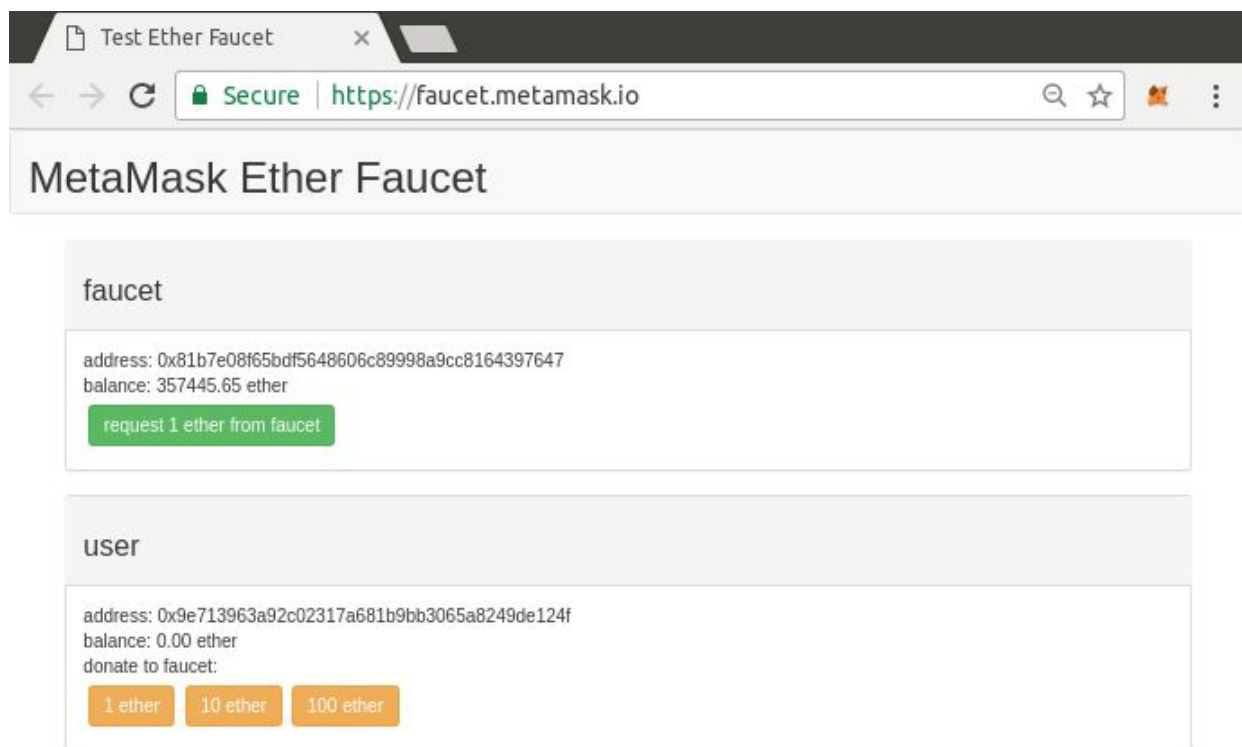 Test Ether Faucet
Secure | https://faucet.metamask.io
MetaMask Ether Faucet
faucet
address: 0x81b7e08f65bdf5648606c89998a9cc8164397647
balance: 357445.65 ether
request 1 ether from faucet
user
address: 0x9e713963a92c02317a681b9bb3065a8249de124f
balance: 0.00 ether
donate to faucet:
1 ether 10 ether 100 ether